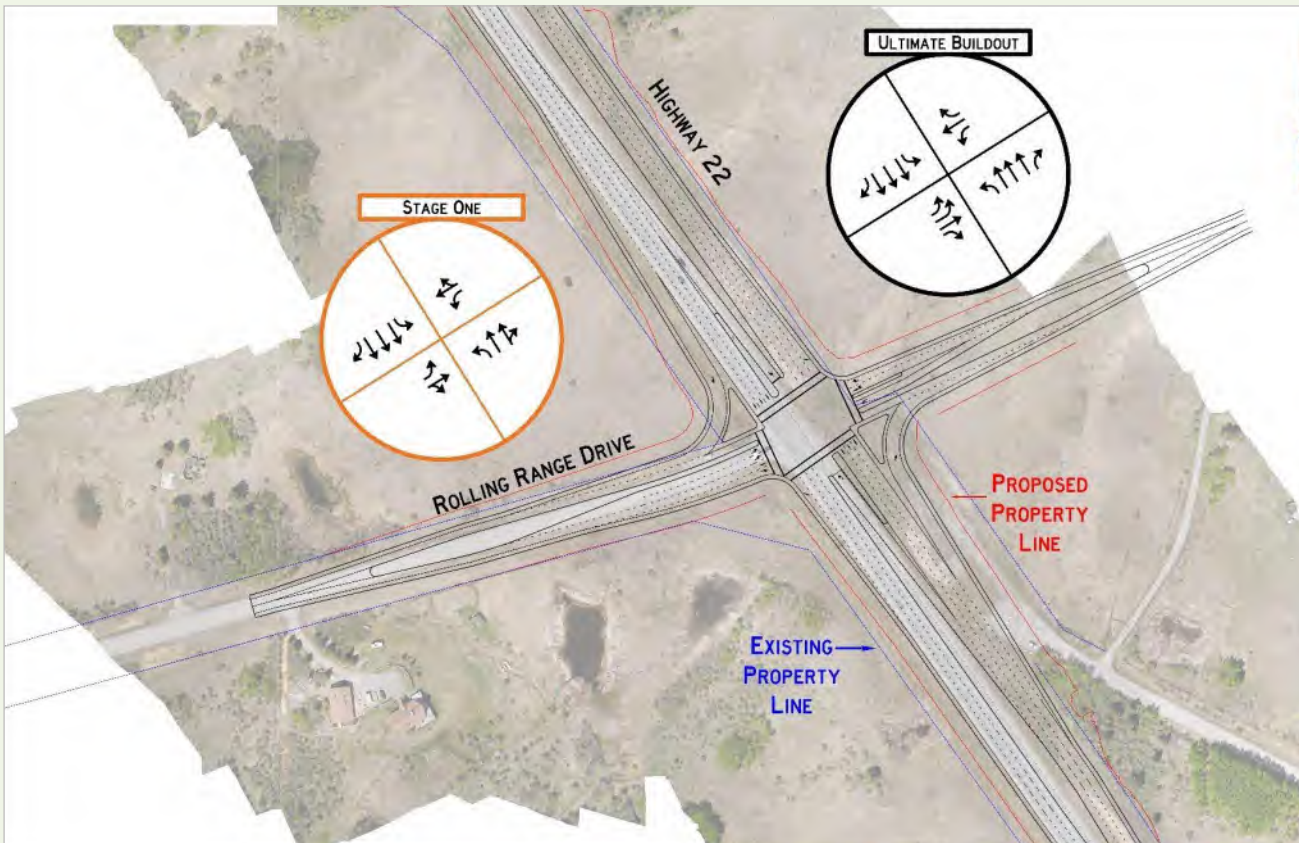 ULTIMATE BUILDOUT
HIGHWAY 22
STAGE ONE
ROLLING RANGE DRIVE
PROPOSED
PROPERTY
LINE
EXISTING
PROPERTY
LINE